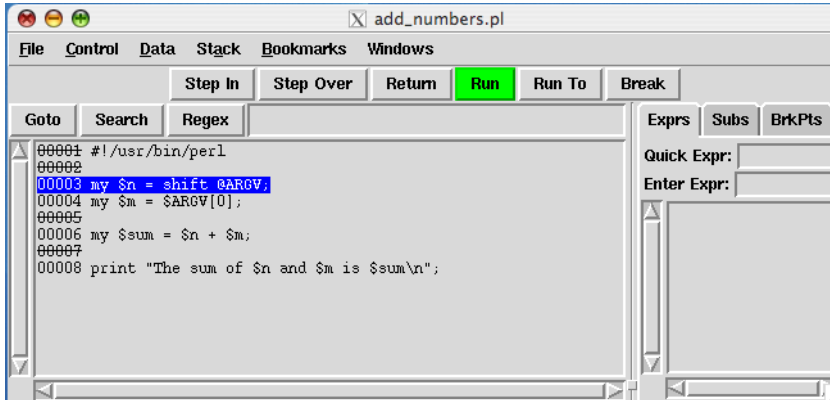 add_numbers.pl
File Control Data Stack Bookmarks Windows
Step In Step Over Return Run Run To Break
Goto Search Regex
Exprs Subs BrkPts
Quick Expr:
Enter Expr:
00001 #!/usr/bin/perl
00002
00003 my $n = shift @ARGV;
00004 my $m = $ARGV[0];
00005
00006 my $sum = $n + $m;
00007
00008 print "The sum of $n and $m is $sum\n";